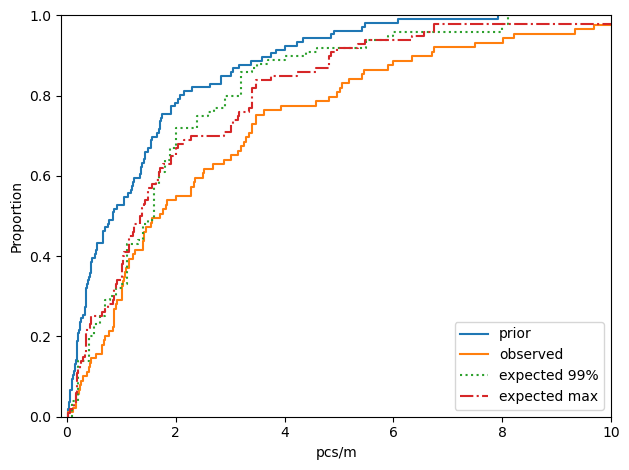 1.0
0.8
0.6
0.4
0.2
0.0
Proportion
0 2 4 6 8 10
pcs/m
prior
observed
expected 99%
expected max